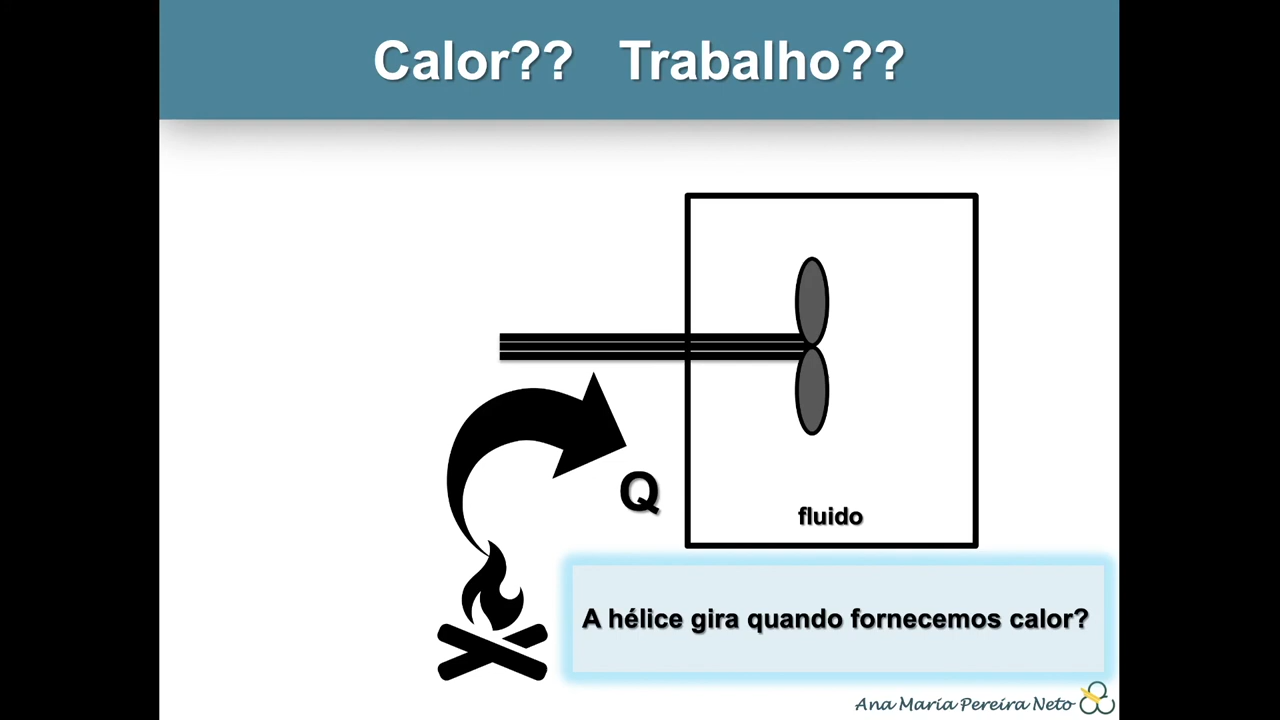 Calor?? Trabalho??
Q
fluido
A hélice gira quando fornecemos calor?
Ana Maria Pereira Neto